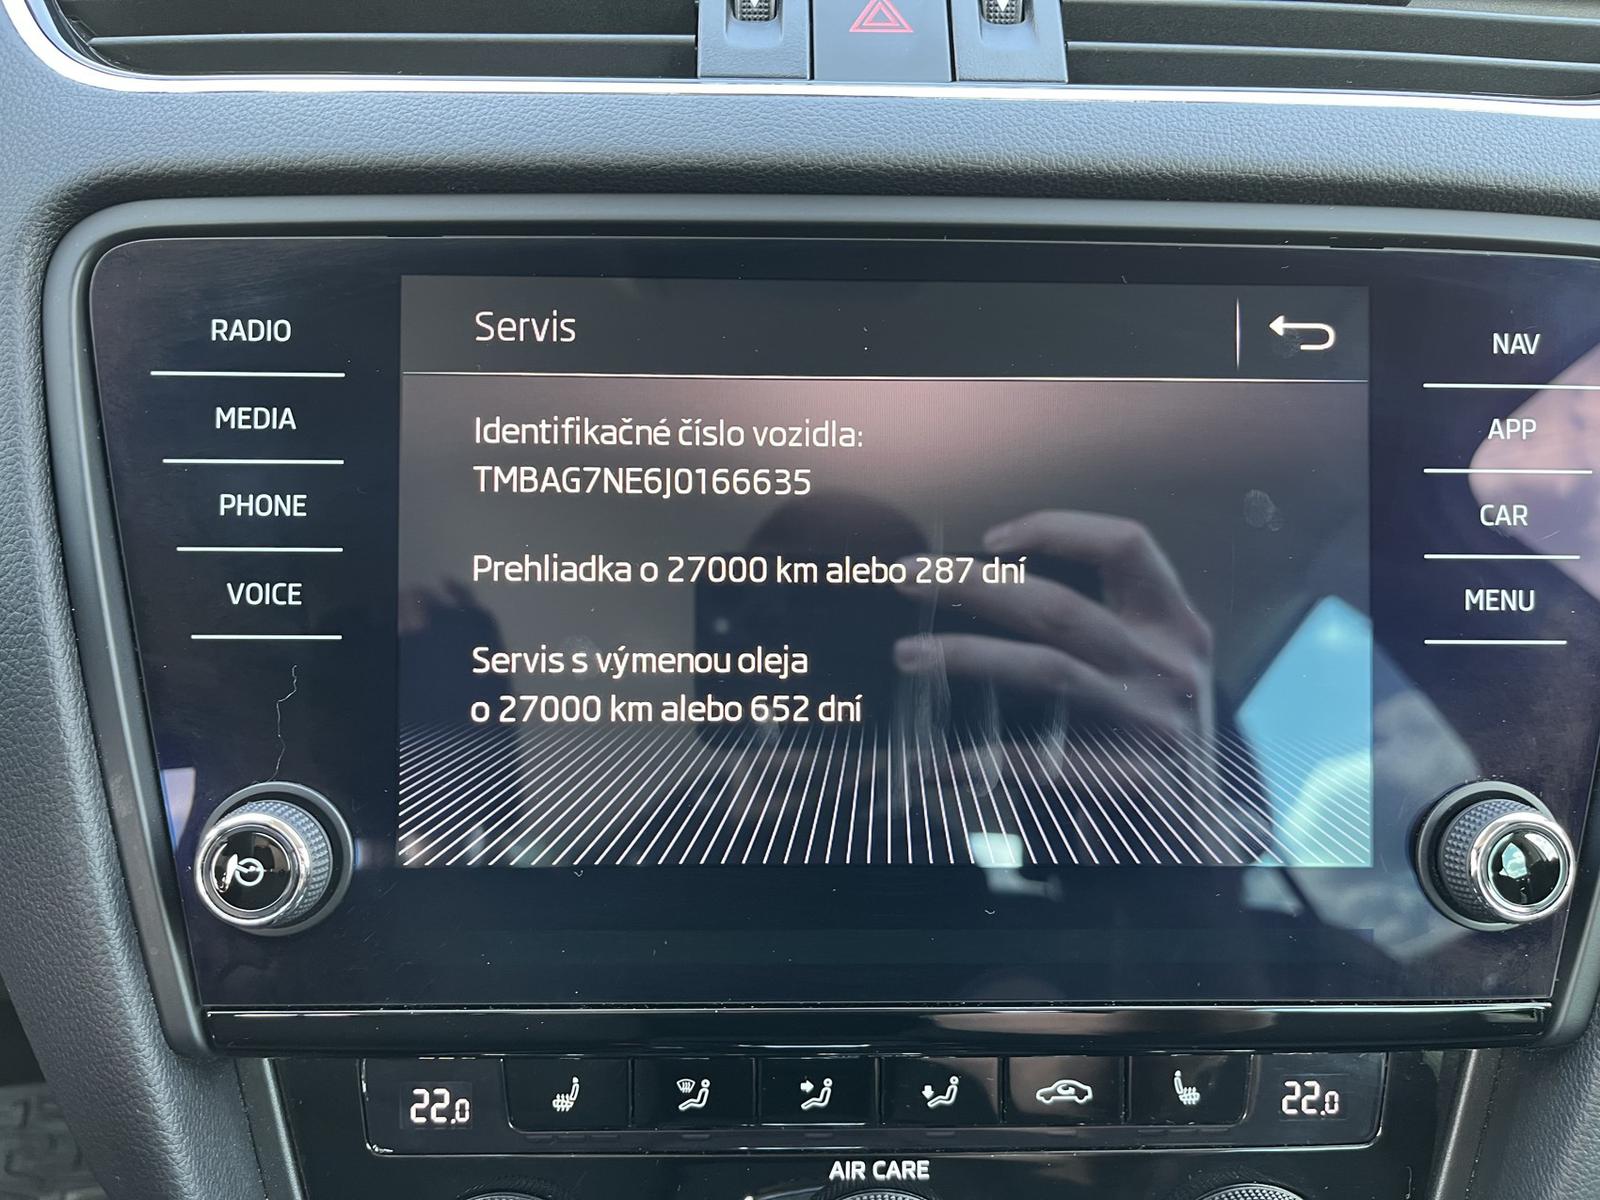 RADIO
MEDIA
PHONE
VOICE
Servis
Identifikačné číslo vozidla:
TMBAG7NE6J0166635
Prehliadka o 27000 km alebo 287 dní
Servis s výmenou oleja
o 27000 km alebo 652 dní
NAV
APP
CAR
MENU
22.0
22.0
AIR CARE